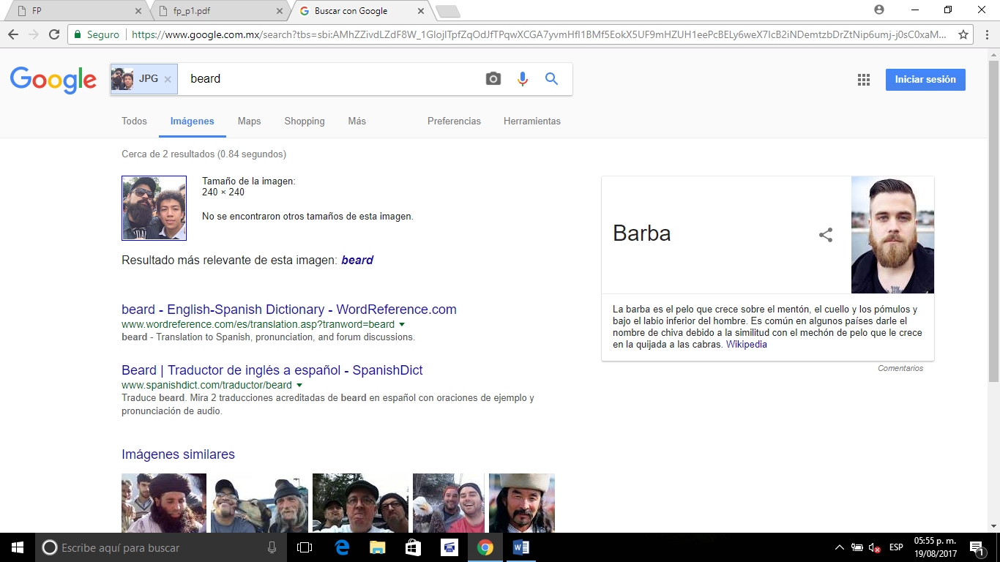 FP
fp_p1.pdf
Buscar con Google
Seguro
https://www.google.com.mx/search?tbs=sbi:AMhZZivdLZdF8W_1GlojITpfZqOdJfTPqwXCGA7yvmHfI1BMf5EokX5UF9mHZUH1eePcBELy6weX7IcB2iNDemtzbDrZtNip6umj-j0sC0xaM...
Google
JPG
beard
Iniciar sesión
Todos
Imágenes
Maps
Shopping
Más
Preferencias
Herramientas
Cerca de 2 resultados (0.84 segundos)
Tamaño de la imagen:
240 × 240
No se encontraron otros tamaños de esta imagen.
Resultado más relevante de esta imagen: beard
beard - English-Spanish Dictionary - WordReference.com
www.wordreference.com/es/translation.asp?tranword=beard
beard - Translation to Spanish, pronunciation, and forum discussions.
Beard | Traductor de inglés a español - SpanishDict
www.spanishdict.com/traductor/beard
Traduce beard. Mira 2 traducciones acreditadas de beard en español con oraciones de ejemplo y
pronunciación de audio.
Imágenes similares
Barba
La barba es el pelo que crece sobre el mentón, el cuello y los pómulos y
bajo el labio inferior del hombre. Es común en algunos países darle el
nombre de chiva debido a la similitud con el mechón de pelo que le crece
en la quijada a las cabras. Wikipedia
Comentarios
Escribe aquí para buscar
ESP
05:55 p. m.
19/08/2017
1